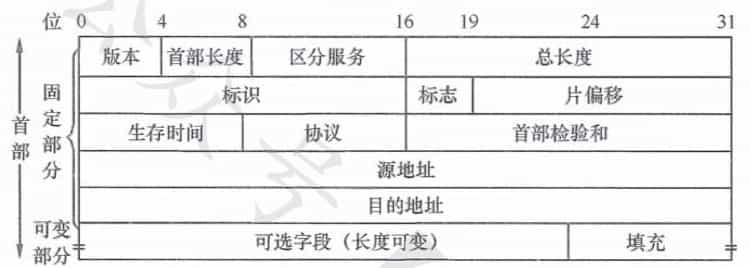 位 0 4 8 16 19 24 31
版本 首部长度 区分服务 总长度
标识 标志 片偏移
生存时间 协议 首部检验和
源地址
目的地址
可选字段（长度可变） 填充
首部
固定部分
可变部分
公众号